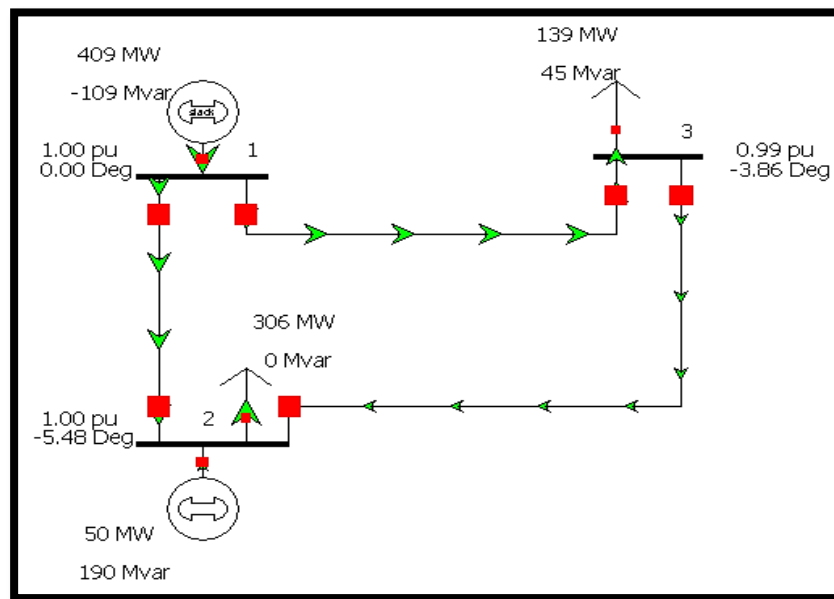 409 MW
-109 Mvar
slack
1.00 pu
0.00 Deg
1
139 MW
45 Mvar
3
0.99 pu
-3.86 Deg
306 MW
0 Mvar
1.00 pu
-5.48 Deg
2
50 MW
190 Mvar